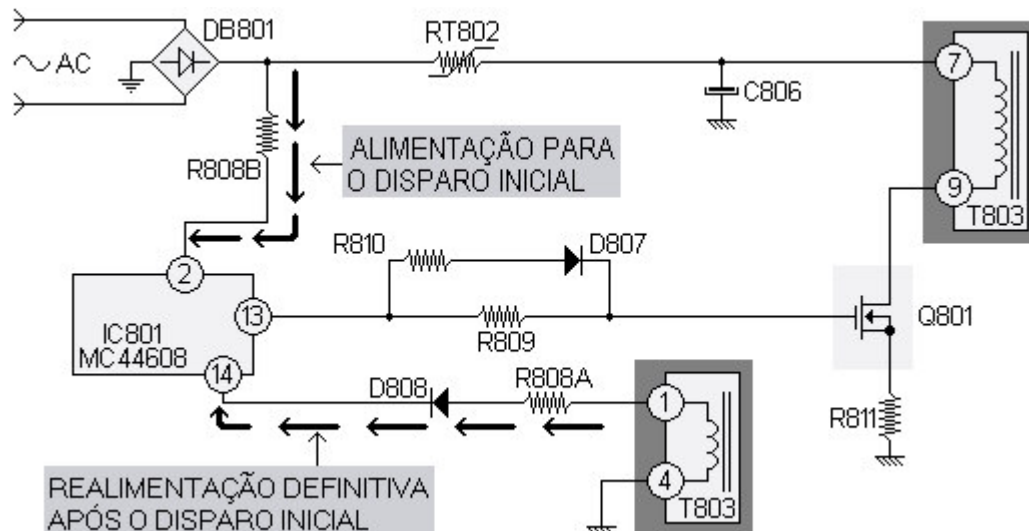 DB801
RT802
AC
7
C806
R808B
ALIMENTAÇÃO PARA
O DISPARO INICIAL
9
T803
R810
D807
2
13
IC801
MC44608
R809
Q801
14
D808
R808A
1
R811
4
T803
REALIMENTAÇÃO DEFINITIVA
APÓS O DISPARO INICIAL